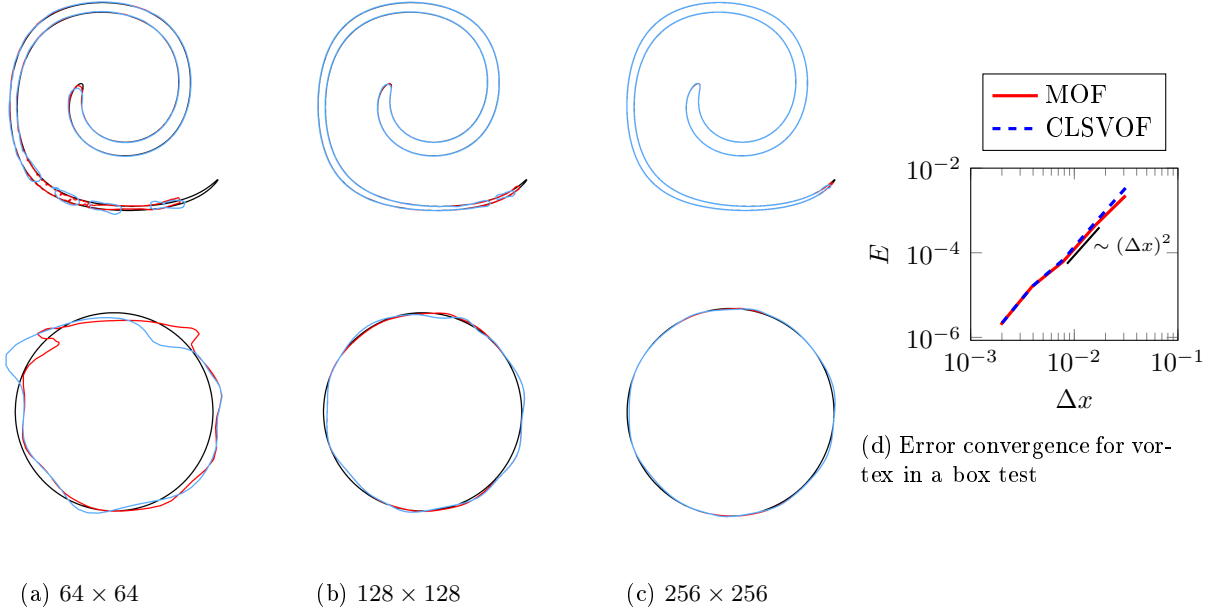 MOF
CLSVOF
10^{-2}
10^{-4}
10^{-6}
E
∼ (Δx)^2
10^{-3}
10^{-2}
10^{-1}
Δx
(d) Error convergence for vor-
tex in a box test
(a) 64 × 64
(b) 128 × 128
(c) 256 × 256